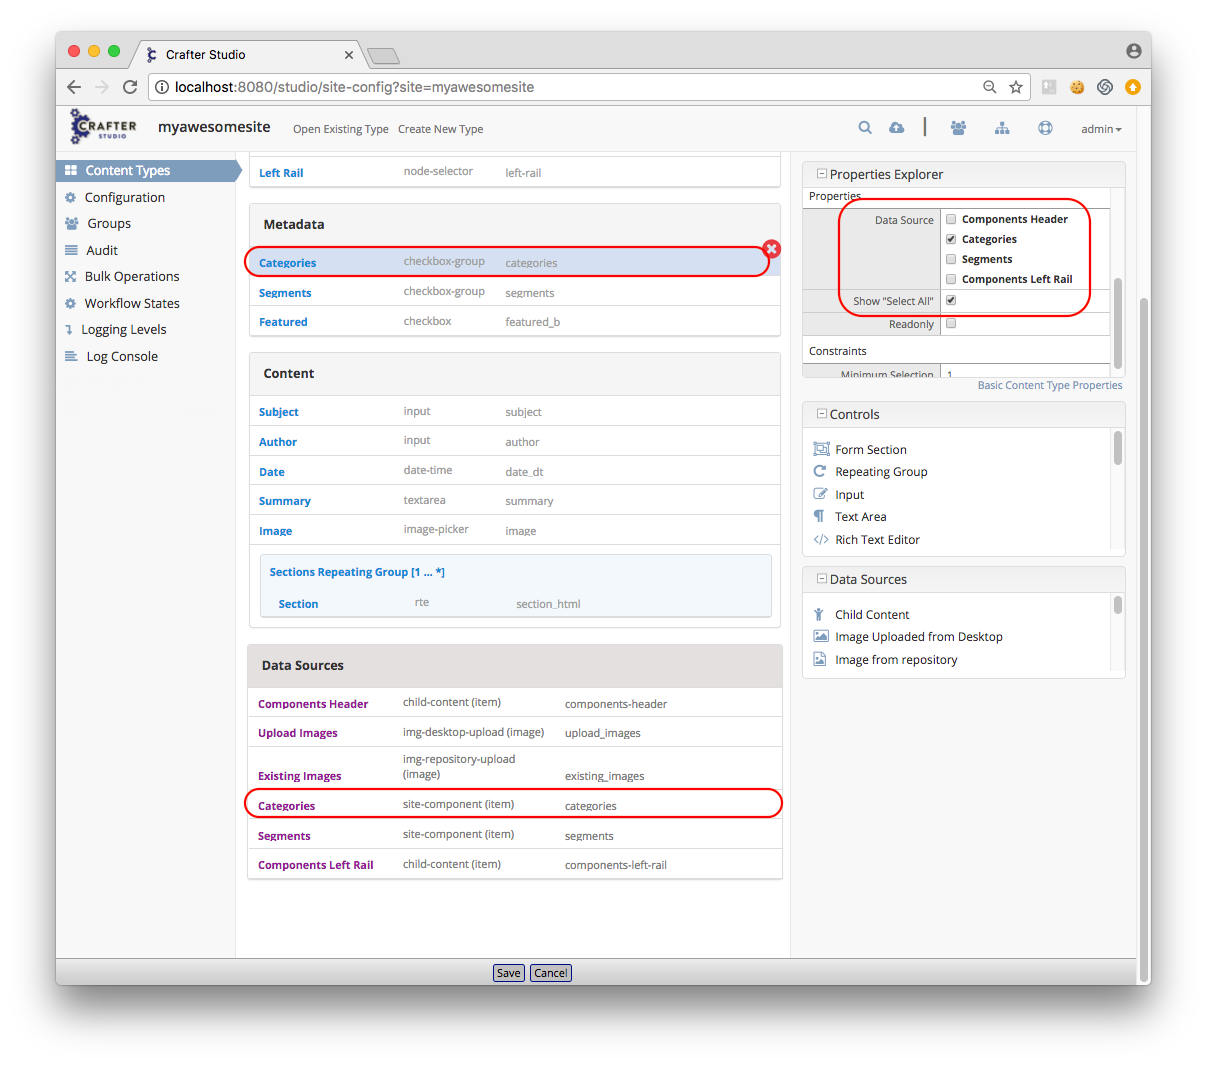 Crafter Studio
localhost:8080/studio/site-config?site=myawesomesite
CRAFTER
STUDIO
myawesomesite
Open Existing Type
Create New Type
admin
Content Types
Configuration
Groups
Audit
Bulk Operations
Workflow States
Logging Levels
Log Console
Left Rail node-selector left-rail
Metadata
Categories checkbox-group categories
Segments checkbox-group segments
Featured checkbox featured_b
Content
Subject input subject
Author input author
Date date-time date_dt
Summary textarea summary
Image image-picker image
Sections Repeating Group [1 ... *]
Section rte section_html
Data Sources
Components Header child-content (item) components-header
Upload Images img-desktop-upload (image) upload_images
Existing Images img-repository-upload (image) existing_images
Categories site-component (item) categories
Segments site-component (item) segments
Components Left Rail child-content (item) components-left-rail
Properties Explorer
Properties
Data Source
Components Header
Categories
Segments
Components Left Rail
Show "Select All"
Readonly
Constraints
Minimum Selection 1
Basic Content Type Properties
Controls
Form Section
Repeating Group
Input
Text Area
Rich Text Editor
Data Sources
Child Content
Image Uploaded from Desktop
Image from repository
Save Cancel